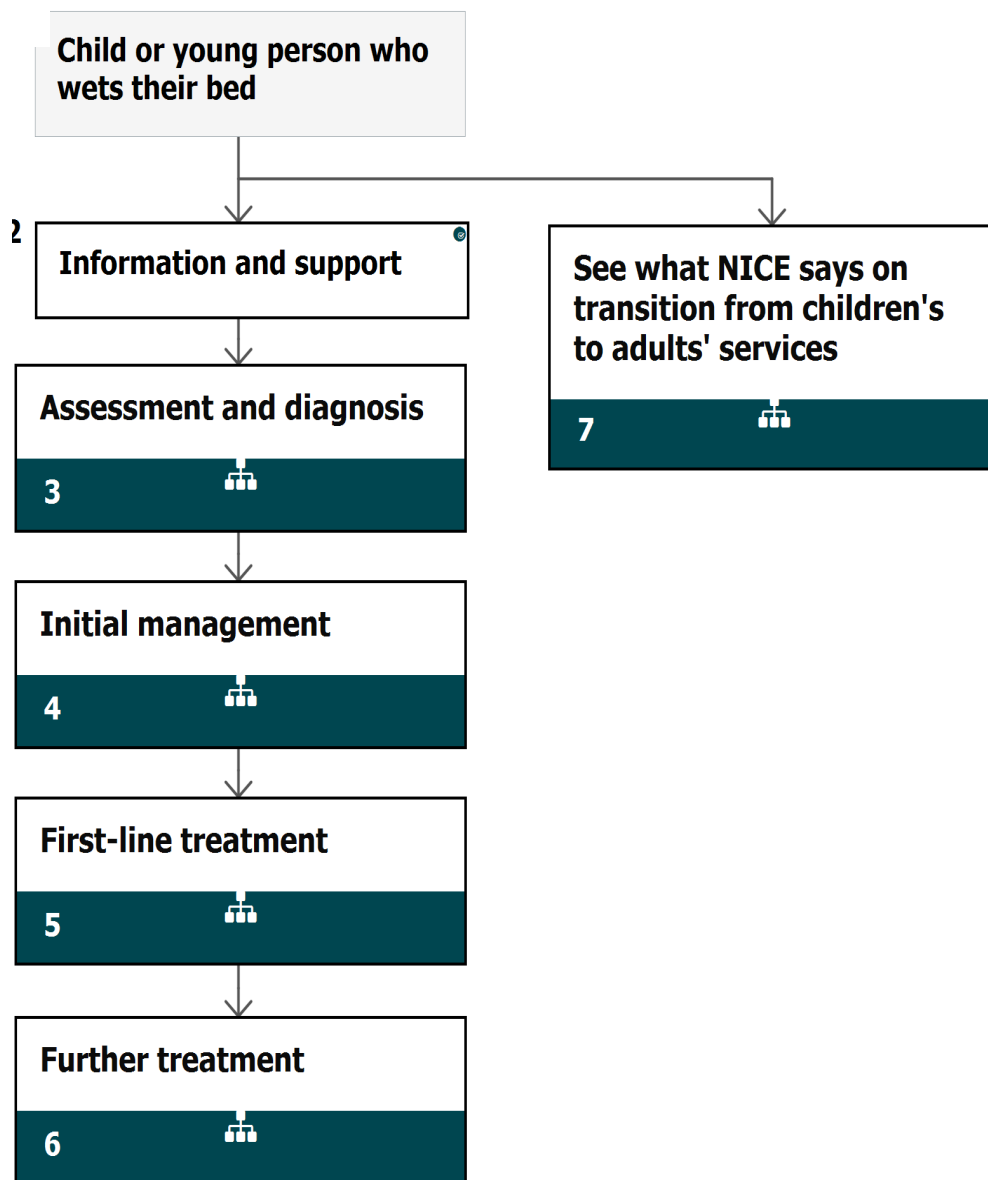 Child or young person who
wets their bed
2
Information and support
See what NICE says on
transition from children's
to adults' services
7
Assessment and diagnosis
3
Initial management
4
First-line treatment
5
Further treatment
6